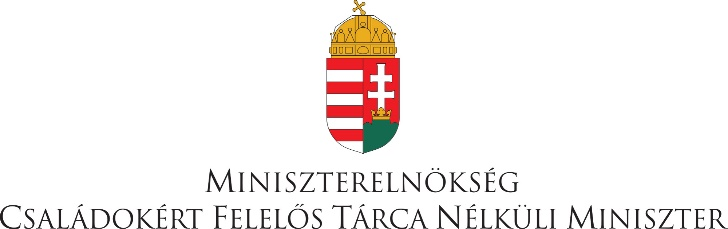 Miniszterelnökség
Családokért Felelős Tárca Nélküli Miniszter